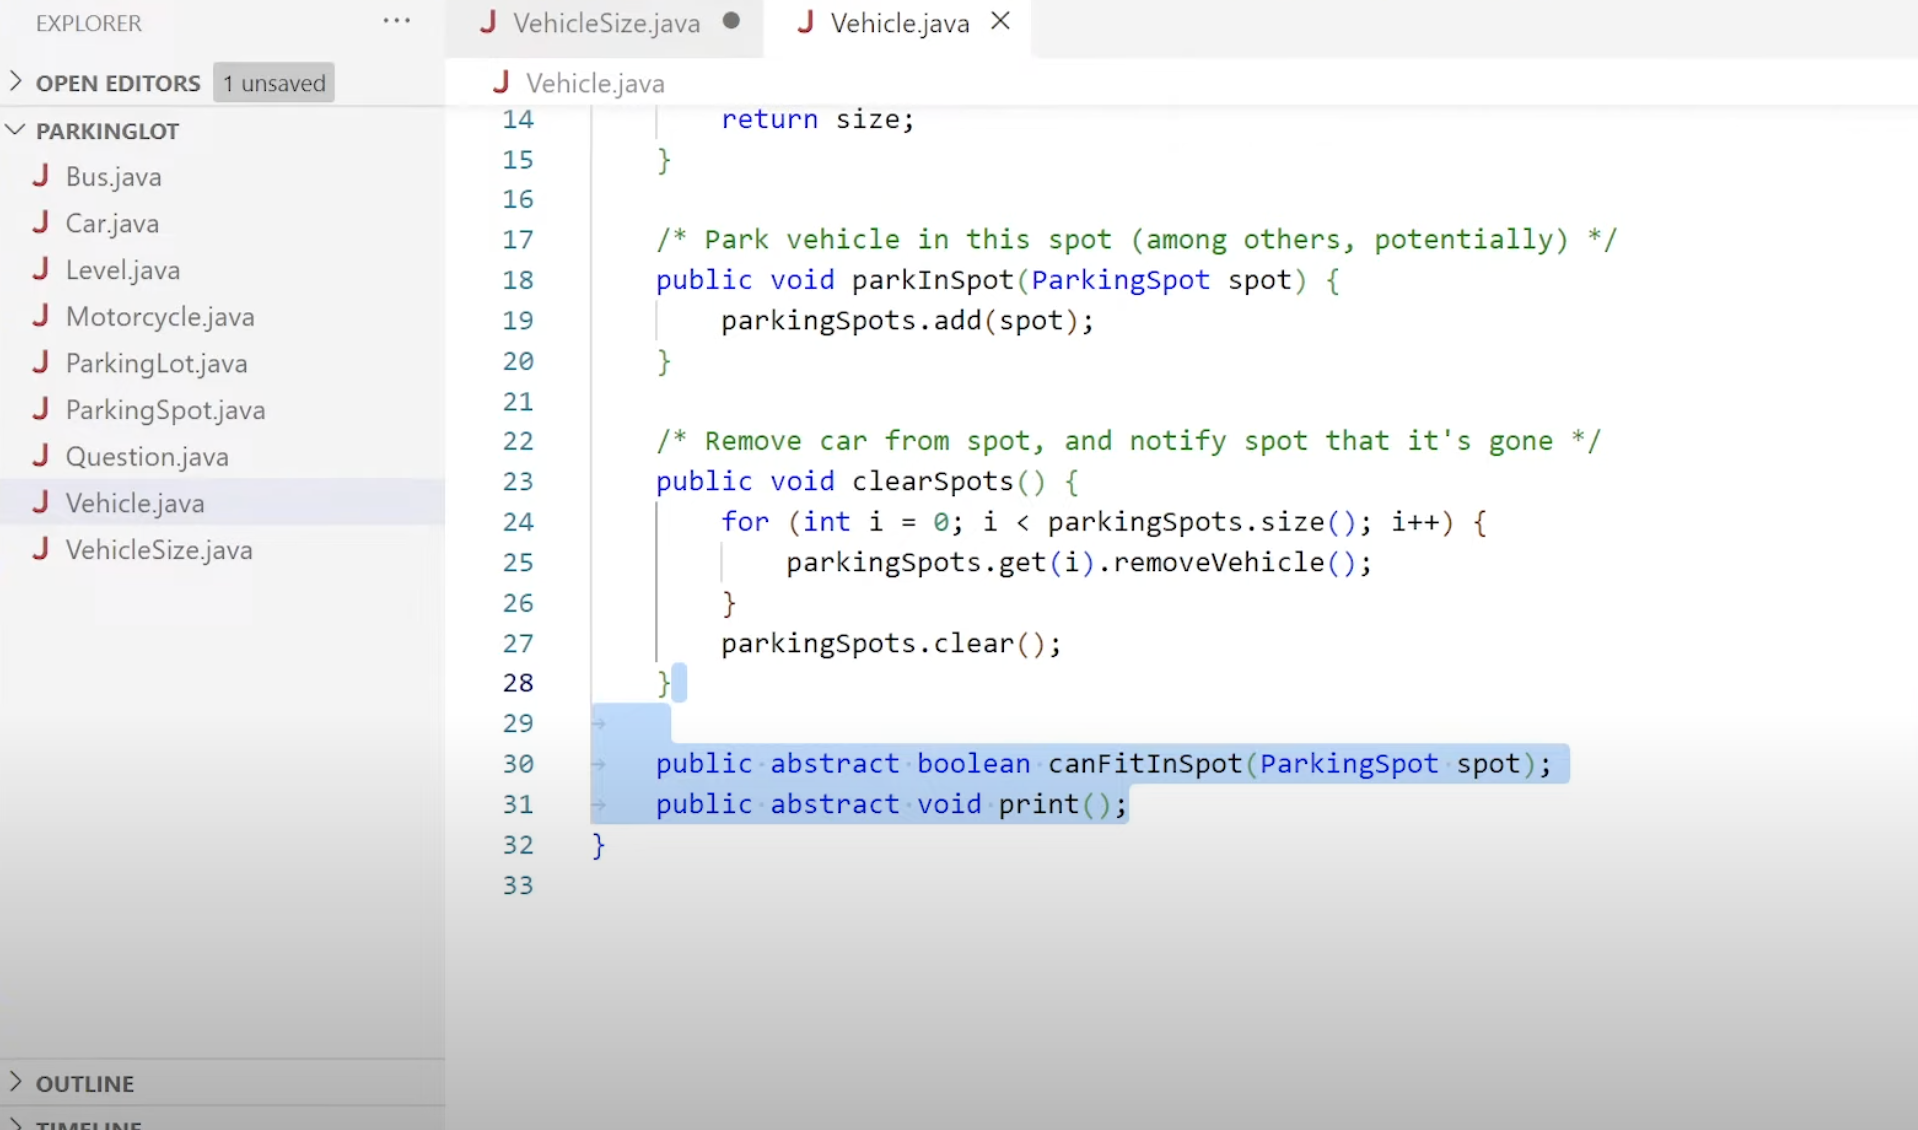 EXPLORER ...
OPEN EDITORS 1 unsaved
PARKINGLOT
J Bus.java
J Car.java
J Level.java
J Motorcycle.java
J ParkingLot.java
J ParkingSpot.java
J Question.java
J Vehicle.java
J VehicleSize.java
OUTLINE
TIMELINE
J VehicleSize.java ● J Vehicle.java ×
J Vehicle.java
14 return size;
15 }
16
17 /* Park vehicle in this spot (among others, potentially) */
18 public void parkInSpot(ParkingSpot spot) {
19 parkingSpots.add(spot);
20 }
21
22 /* Remove car from spot, and notify spot that it's gone */
23 public void clearSpots() {
24 for (int i = 0; i < parkingSpots.size(); i++) {
25 parkingSpots.get(i).removeVehicle();
26 }
27 parkingSpots.clear();
28 }
29
30 public abstract boolean canFitInSpot(ParkingSpot spot);
31 public abstract void print();
32 }
33